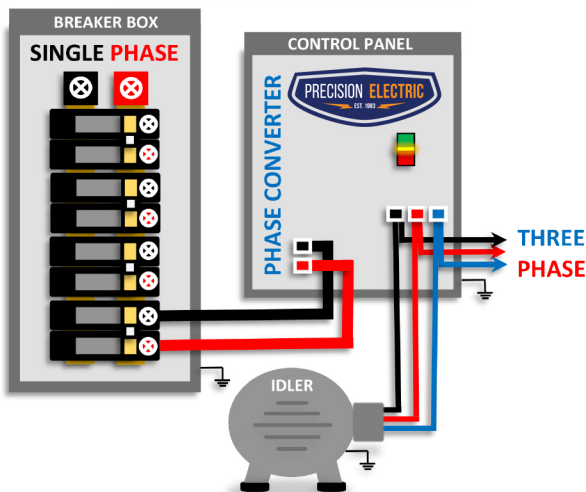 BREAKER BOX
SINGLE PHASE
CONTROL PANEL
PRECISION ELECTRIC
EST. 1983
PHASE CONVERTER
THREE
PHASE
IDLER